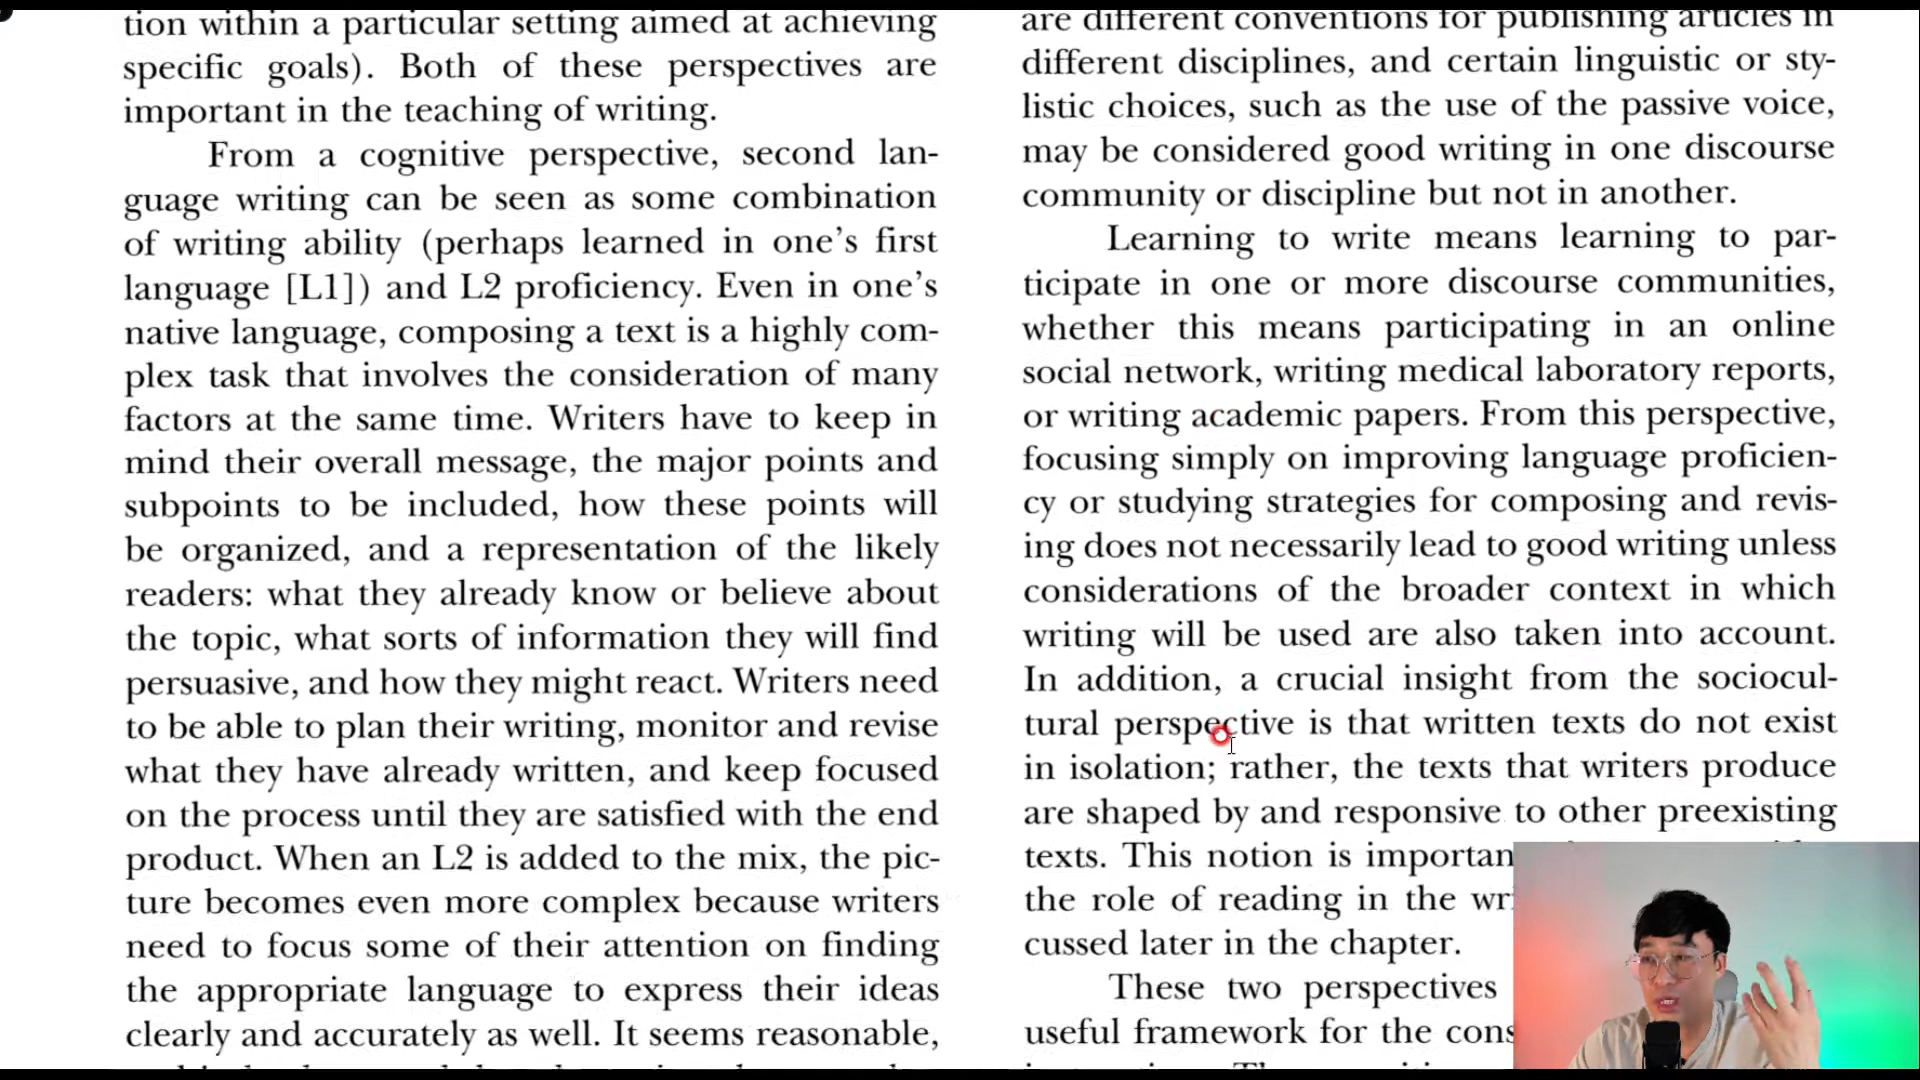 tion within a particular setting aimed at achieving
specific goals). Both of these perspectives are
important in the teaching of writing.
From a cognitive perspective, second lan-
guage writing can be seen as some combination
of writing ability (perhaps learned in one's first
language [L1]) and L2 proficiency. Even in one's
native language, composing a text is a highly com-
plex task that involves the consideration of many
factors at the same time. Writers have to keep in
mind their overall message, the major points and
subpoints to be included, how these points will
be organized, and a representation of the likely
readers: what they already know or believe about
the topic, what sorts of information they will find
persuasive, and how they might react. Writers need
to be able to plan their writing, monitor and revise
what they have already written, and keep focused
on the process until they are satisfied with the end
product. When an L2 is added to the mix, the pic-
ture becomes even more complex because writers
need to focus some of their attention on finding
the appropriate language to express their ideas
clearly and accurately as well. It seems reasonable,
are different conventions for publishing articles in
different disciplines, and certain linguistic or sty-
listic choices, such as the use of the passive voice,
may be considered good writing in one discourse
community or discipline but not in another.
Learning to write means learning to par-
ticipate in one or more discourse communities,
whether this means participating in an online
social network, writing medical laboratory reports,
or writing academic papers. From this perspective,
focusing simply on improving language proficien-
cy or studying strategies for composing and revis-
ing does not necessarily lead to good writing unless
considerations of the broader context in which
writing will be used are also taken into account.
In addition, a crucial insight from the sociocul-
tural perspective is that written texts do not exist
in isolation; rather, the texts that writers produce
are shaped by and responsive to other preexisting
texts. This notion is importan
the role of reading in the wr
cussed later in the chapter.
These two perspectives
useful framework for the cons